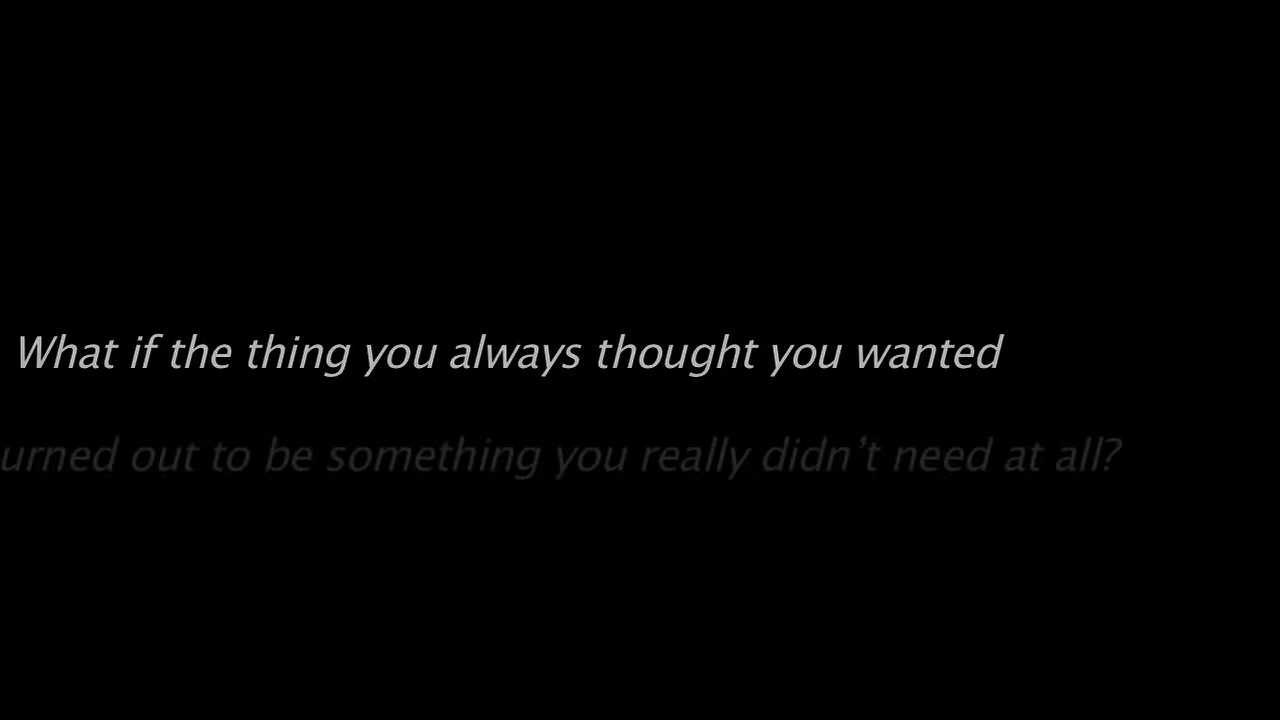 What if the thing you always thought you wanted
urned out to be something you really didn’t need at all?